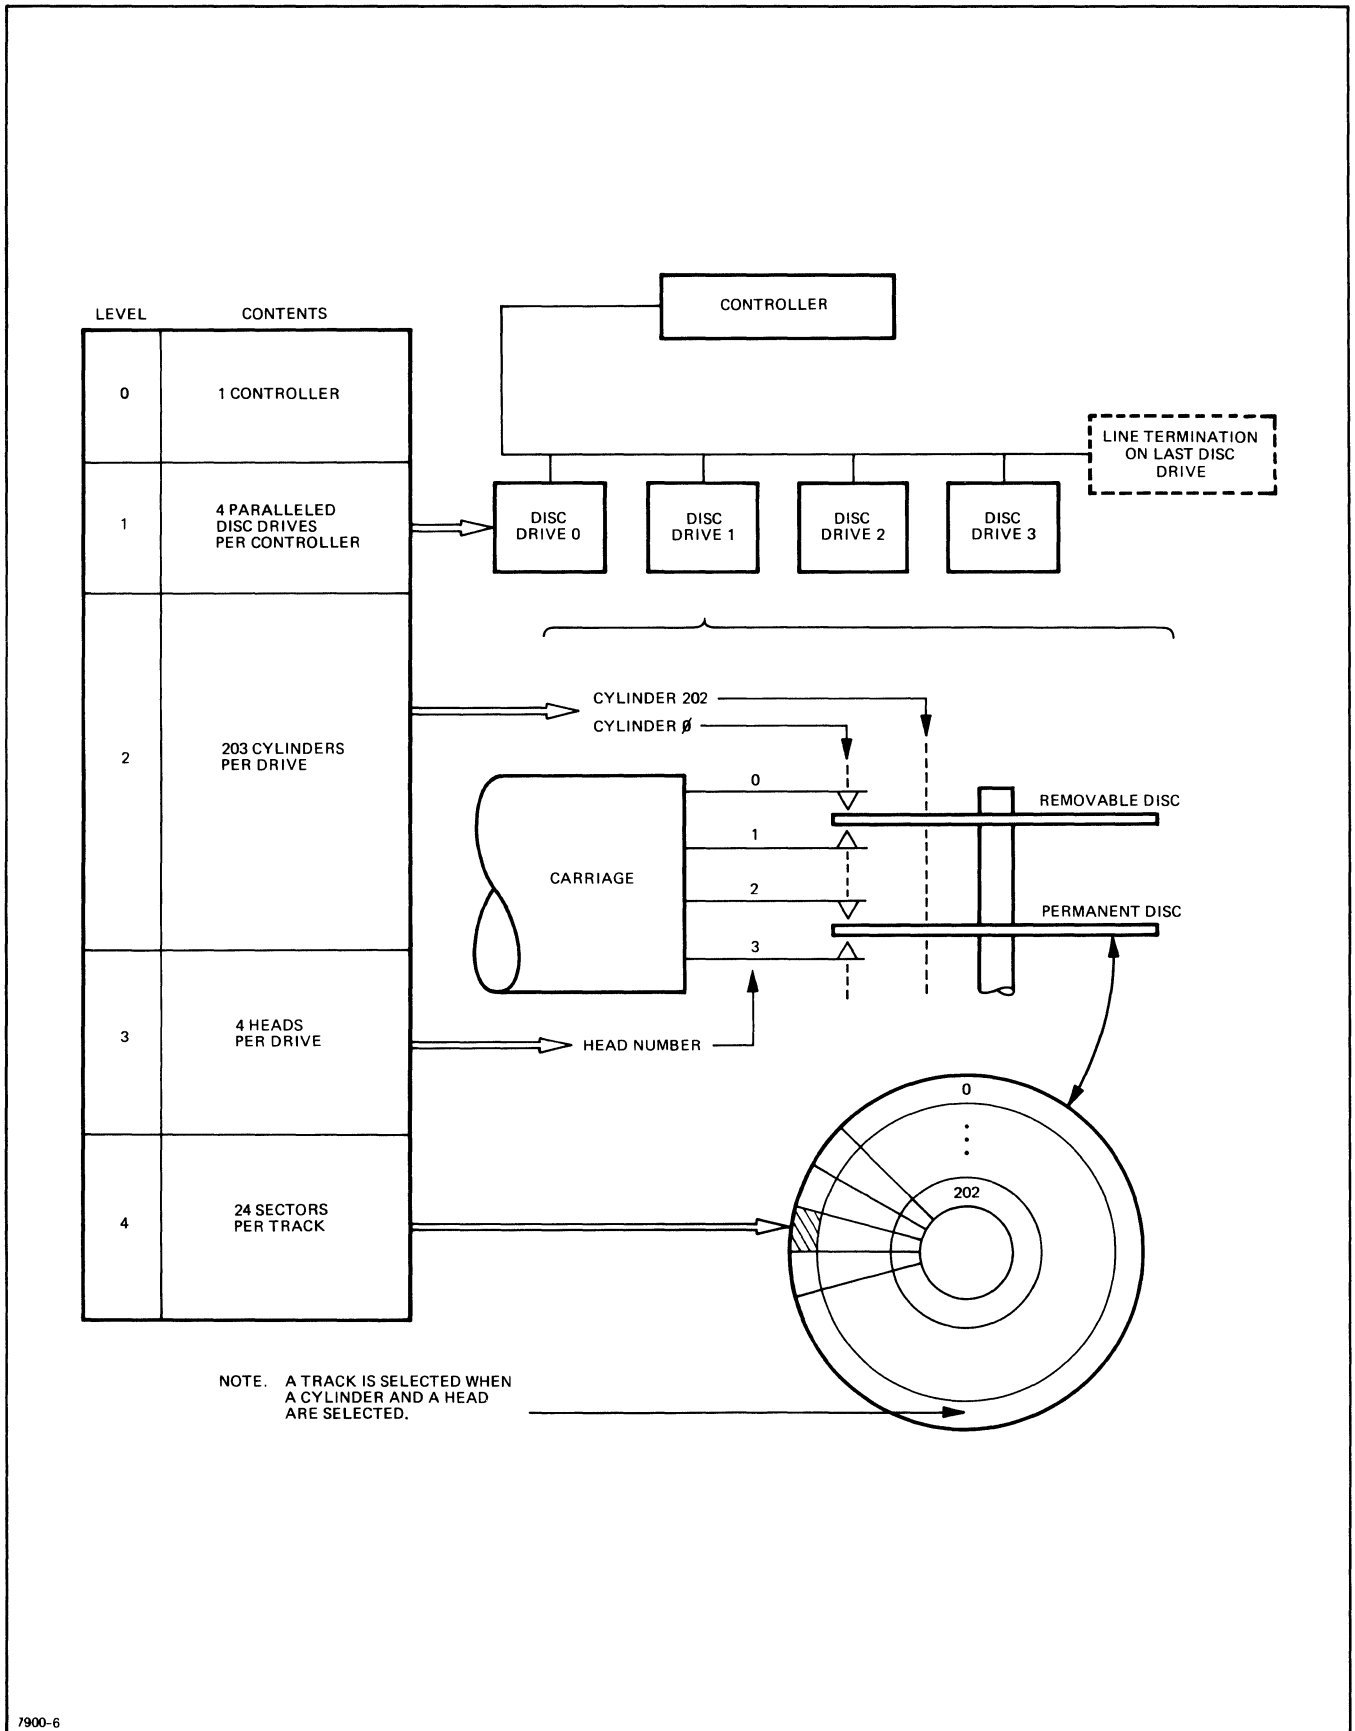 LEVEL CONTENTS
0 1 CONTROLLER
1 4 PARALLELED
DISC DRIVES
PER CONTROLLER
2 203 CYLINDERS
PER DRIVE
3 4 HEADS
PER DRIVE
4 24 SECTORS
PER TRACK
CONTROLLER
LINE TERMINATION
ON LAST DISC
DRIVE
DISC
DRIVE 0
DISC
DRIVE 1
DISC
DRIVE 2
DISC
DRIVE 3
CYLINDER 202
CYLINDER Ø
0
1
2
3
CARRIAGE
REMOVABLE DISC
PERMANENT DISC
HEAD NUMBER
0
202
NOTE. A TRACK IS SELECTED WHEN
A CYLINDER AND A HEAD
ARE SELECTED.
7900-6